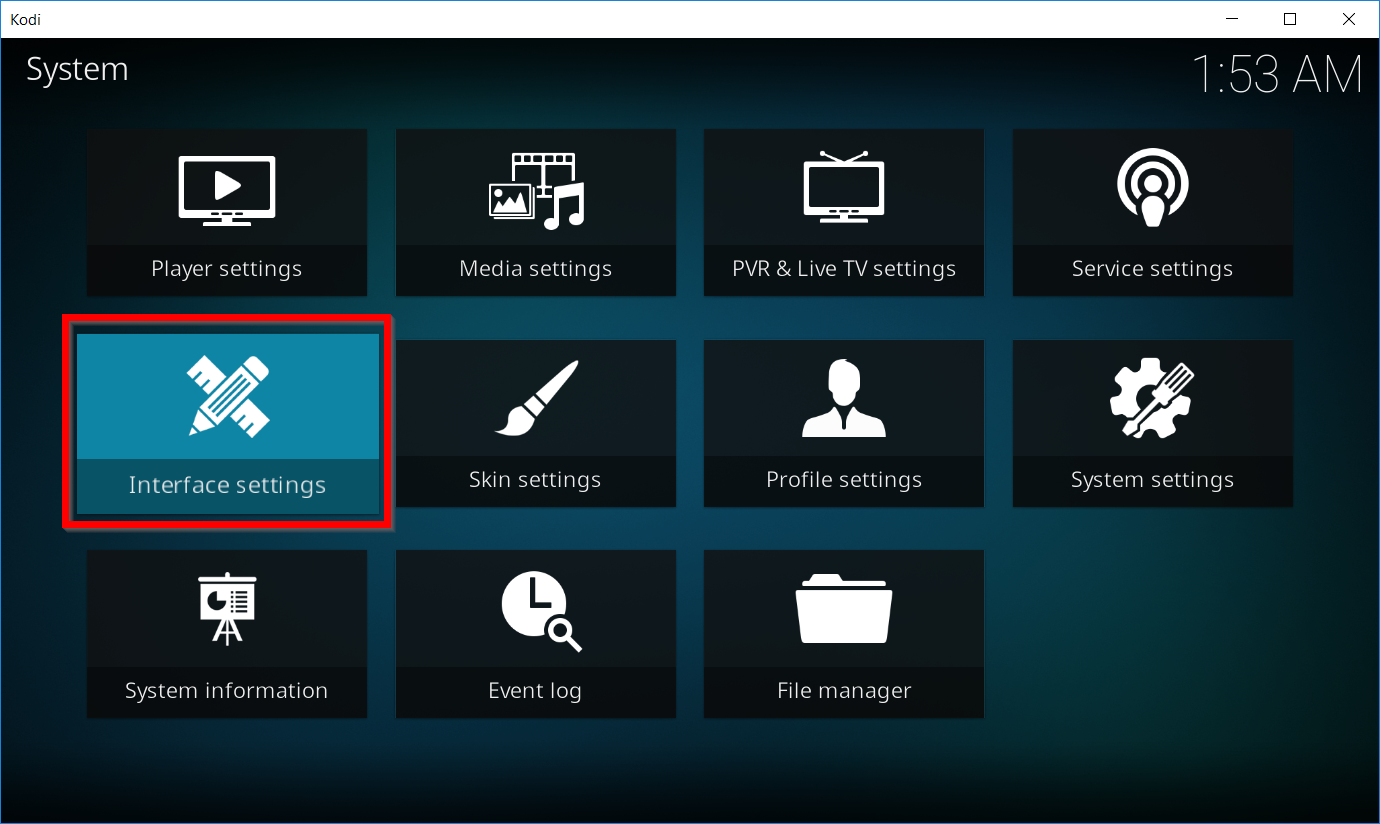 Kodi
System
1:53 AM
Player settings
Media settings
PVR & Live TV settings
Service settings
Interface settings
Skin settings
Profile settings
System settings
System information
Event log
File manager